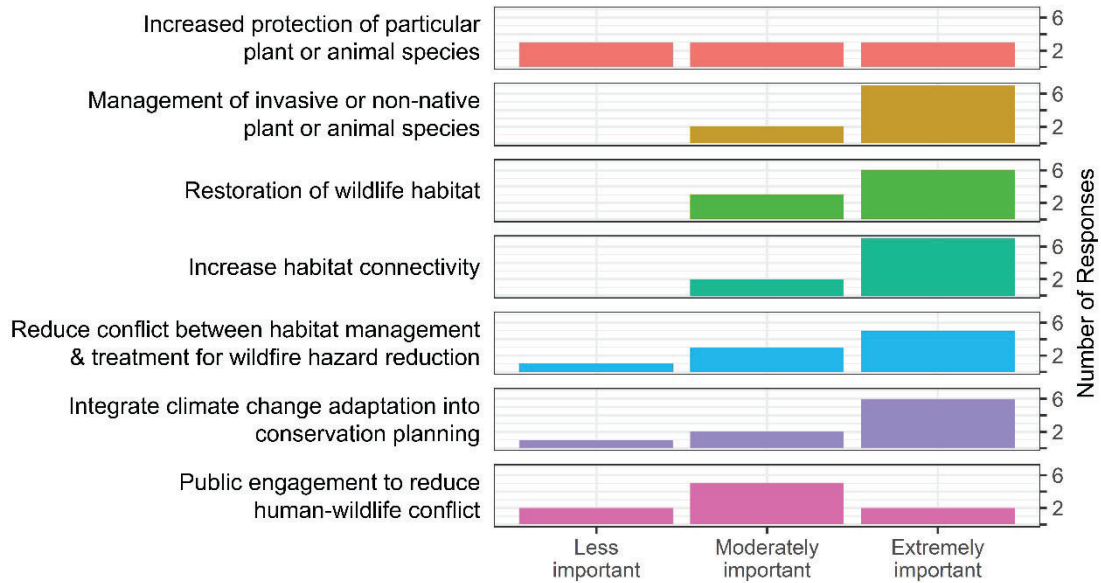 Increased protection of particular
plant or animal species
6
2
Management of invasive or non-native
plant or animal species
6
2
Restoration of wildlife habitat
6
2
Increase habitat connectivity
6
2
Reduce conflict between habitat management
& treatment for wildfire hazard reduction
6
2
Integrate climate change adaptation into
conservation planning
6
2
Public engagement to reduce
human-wildlife conflict
6
2
Number of Responses
Less
important
Moderately
important
Extremely
important